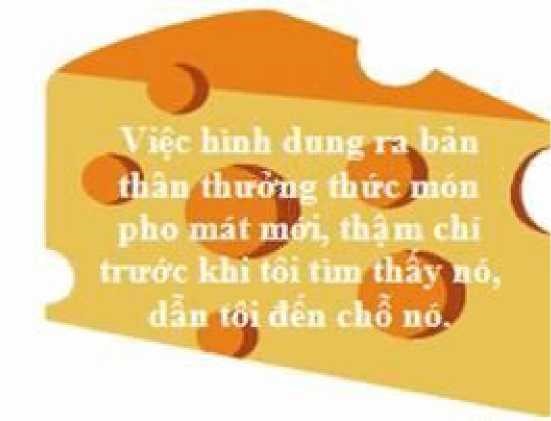 Việc hình dung ra bản
thân thưởng thức món
pho mát mới, thậm chí
trước khi tôi tìm thấy nó,
dẫn tôi đến chỗ nó.